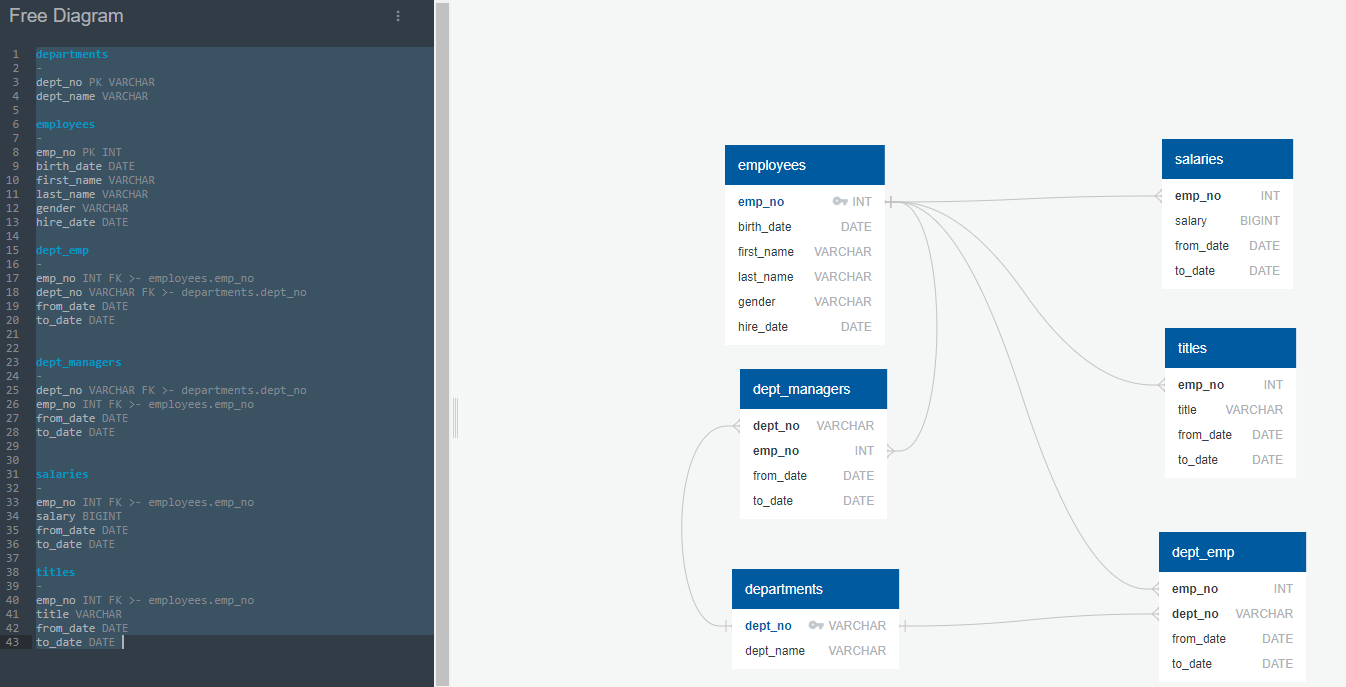 Free Diagram
1 departments
2 -
3 dept_no PK VARCHAR
4 dept_name VARCHAR
5
6 employees
7 -
8 emp_no PK INT
9 birth_date DATE
10 first_name VARCHAR
11 last_name VARCHAR
12 gender VARCHAR
13 hire_date DATE
14
15 dept_emp
16 -
17 emp_no INT FK >- employees.emp_no
18 dept_no VARCHAR FK >- departments.dept_no
19 from_date DATE
20 to_date DATE
21
22
23 dept_managers
24 -
25 dept_no VARCHAR FK >- departments.dept_no
26 emp_no INT FK >- employees.emp_no
27 from_date DATE
28 to_date DATE
29
30
31 salaries
32 -
33 emp_no INT FK >- employees.emp_no
34 salary BIGINT
35 from_date DATE
36 to_date DATE
37
38 titles
39 -
40 emp_no INT FK >- employees.emp_no
41 title VARCHAR
42 from_date DATE
43 to_date DATE
employees
emp_no INT
birth_date DATE
first_name VARCHAR
last_name VARCHAR
gender VARCHAR
hire_date DATE
dept_managers
dept_no VARCHAR
emp_no INT
from_date DATE
to_date DATE
departments
dept_no VARCHAR
dept_name VARCHAR
salaries
emp_no INT
salary BIGINT
from_date DATE
to_date DATE
titles
emp_no INT
title VARCHAR
from_date DATE
to_date DATE
dept_emp
emp_no INT
dept_no VARCHAR
from_date DATE
to_date DATE